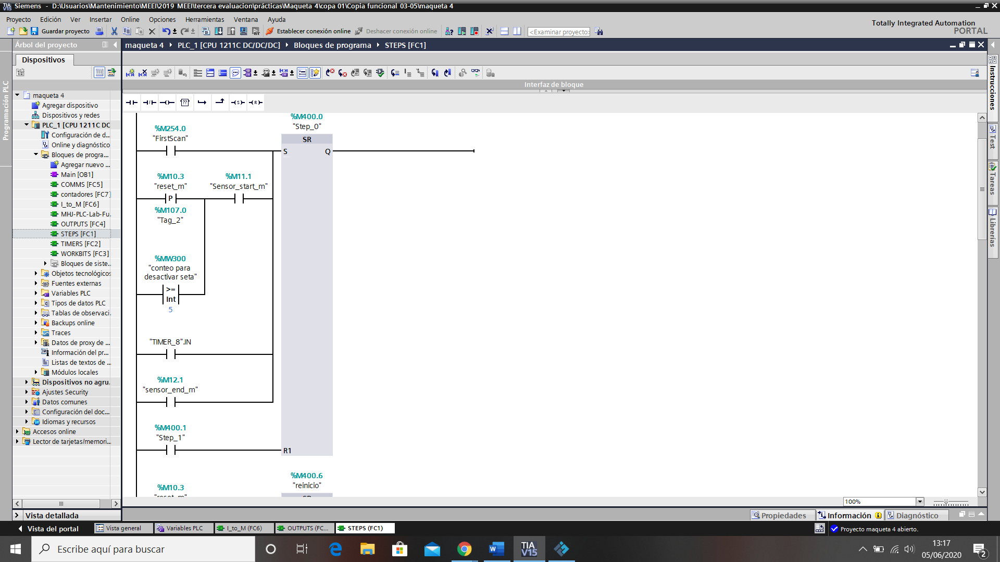 Siemens - D:\Usuarios\Mantenimiento\MEEI\2019 MEEI\tercera evaluacion\prácticas\Maqueta 4\copa 01\Copia funcional 03-05\maqueta 4
Proyecto Edición Ver Insertar Online Opciones Herramientas Ventana Ayuda
Totally Integrated Automation
PORTAL
Guardar proyecto
Establecer conexión online
Deshacer conexión online
<Examinar proyecto>
Árbol del proyecto
maqueta 4 PLC_1 [CPU 1211C DC/DC/DC] Bloques de programa STEPS [FC1]
Dispositivos
Programación PLC
maqueta 4
Agregar dispositivo
Dispositivos y redes
PLC_1 [CPU 1211C DC
Configuración de d...
Online y diagnóstico
Bloques de progra...
Agregar nuevo ...
Main [OB1]
COMMS [FC5]
contadores [FC7]
I_to_M [FC6]
MHJ-PLC-Lab-Fu.
OUTPUTS [FC4]
STEPS [FC1]
TIMERS [FC2]
WORKBITS [FC3]
Bloques de siste..
Objetos tecnológicos
Fuentes externas
Variables PLC
Tipos de datos PLC
Tablas de observaci.
Backups online
Traces
Datos de proxy de ...
Información del pr...
Listas de textos de ...
Módulos locales
Dispositivos no agru.
Ajustes Security
Datos comunes
Configuración del doc...
Idiomas y recursos
Accesos online
Lector de tarjetas/memori...
Vista detallada
Interfaz de bloque
%M400.0
"Step_0"
SR
S
Q
R1
%M254.0
"FirstScan"
%M10.3
"reset_m"
P
%M107.0
"Tag_2"
%M11.1
"Sensor_start_m"
%MW300
"conteo para
desactivar seta"
>=
Int
5
"TIMER_8".IN
%M12.1
"sensor_end_m"
%M400.1
"Step_1"
%M400.6
"reinicio"
SR
%M10.3
"reset_m"
Instrucciones
Test
Tareas
Librerías
100%
Propiedades
Información
Diagnóstico
Vista del portal
Vista general
Variables PLC
I_to_M (FC6)
OUTPUTS (FC...
STEPS (FC1)
Proyecto maqueta 4 abierto.
Escribe aquí para buscar
TIA
V15
13:17
05/06/2020
2